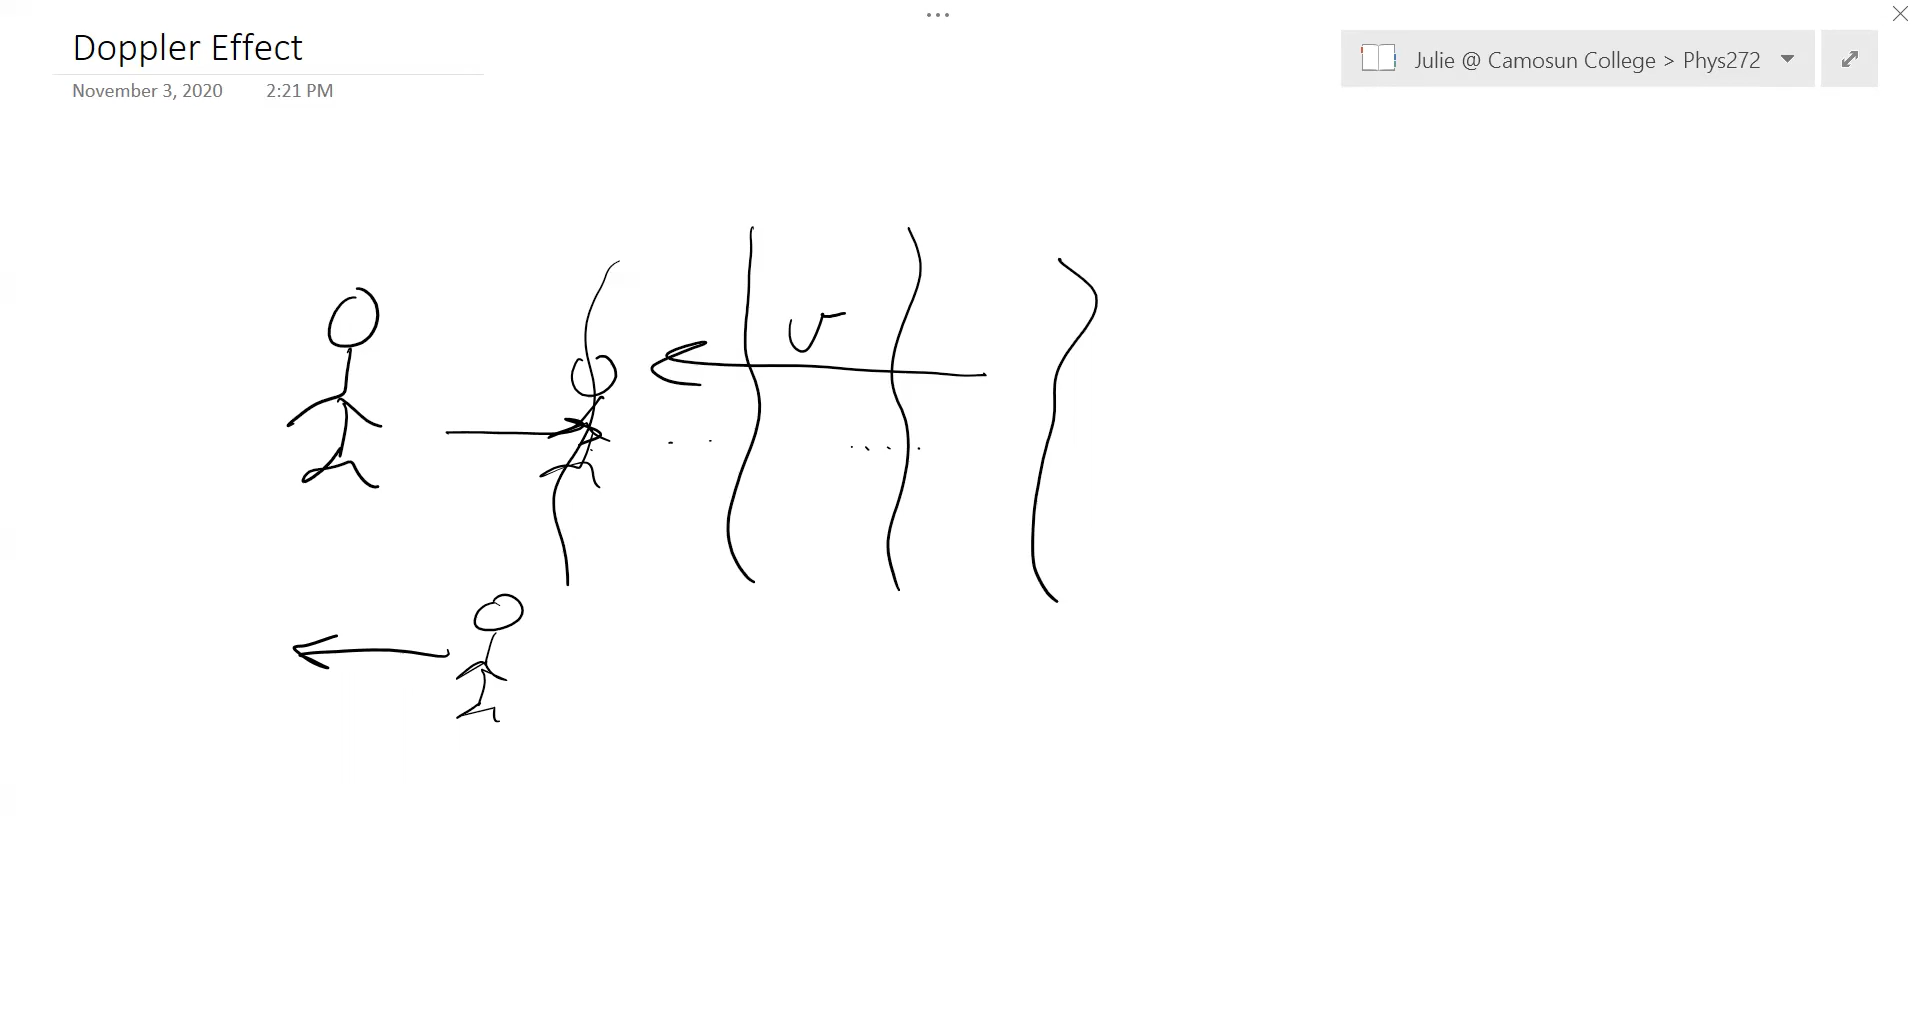 Doppler Effect
November 3, 2020 2:21 PM
Julie @ Camosun College > Phys272
v